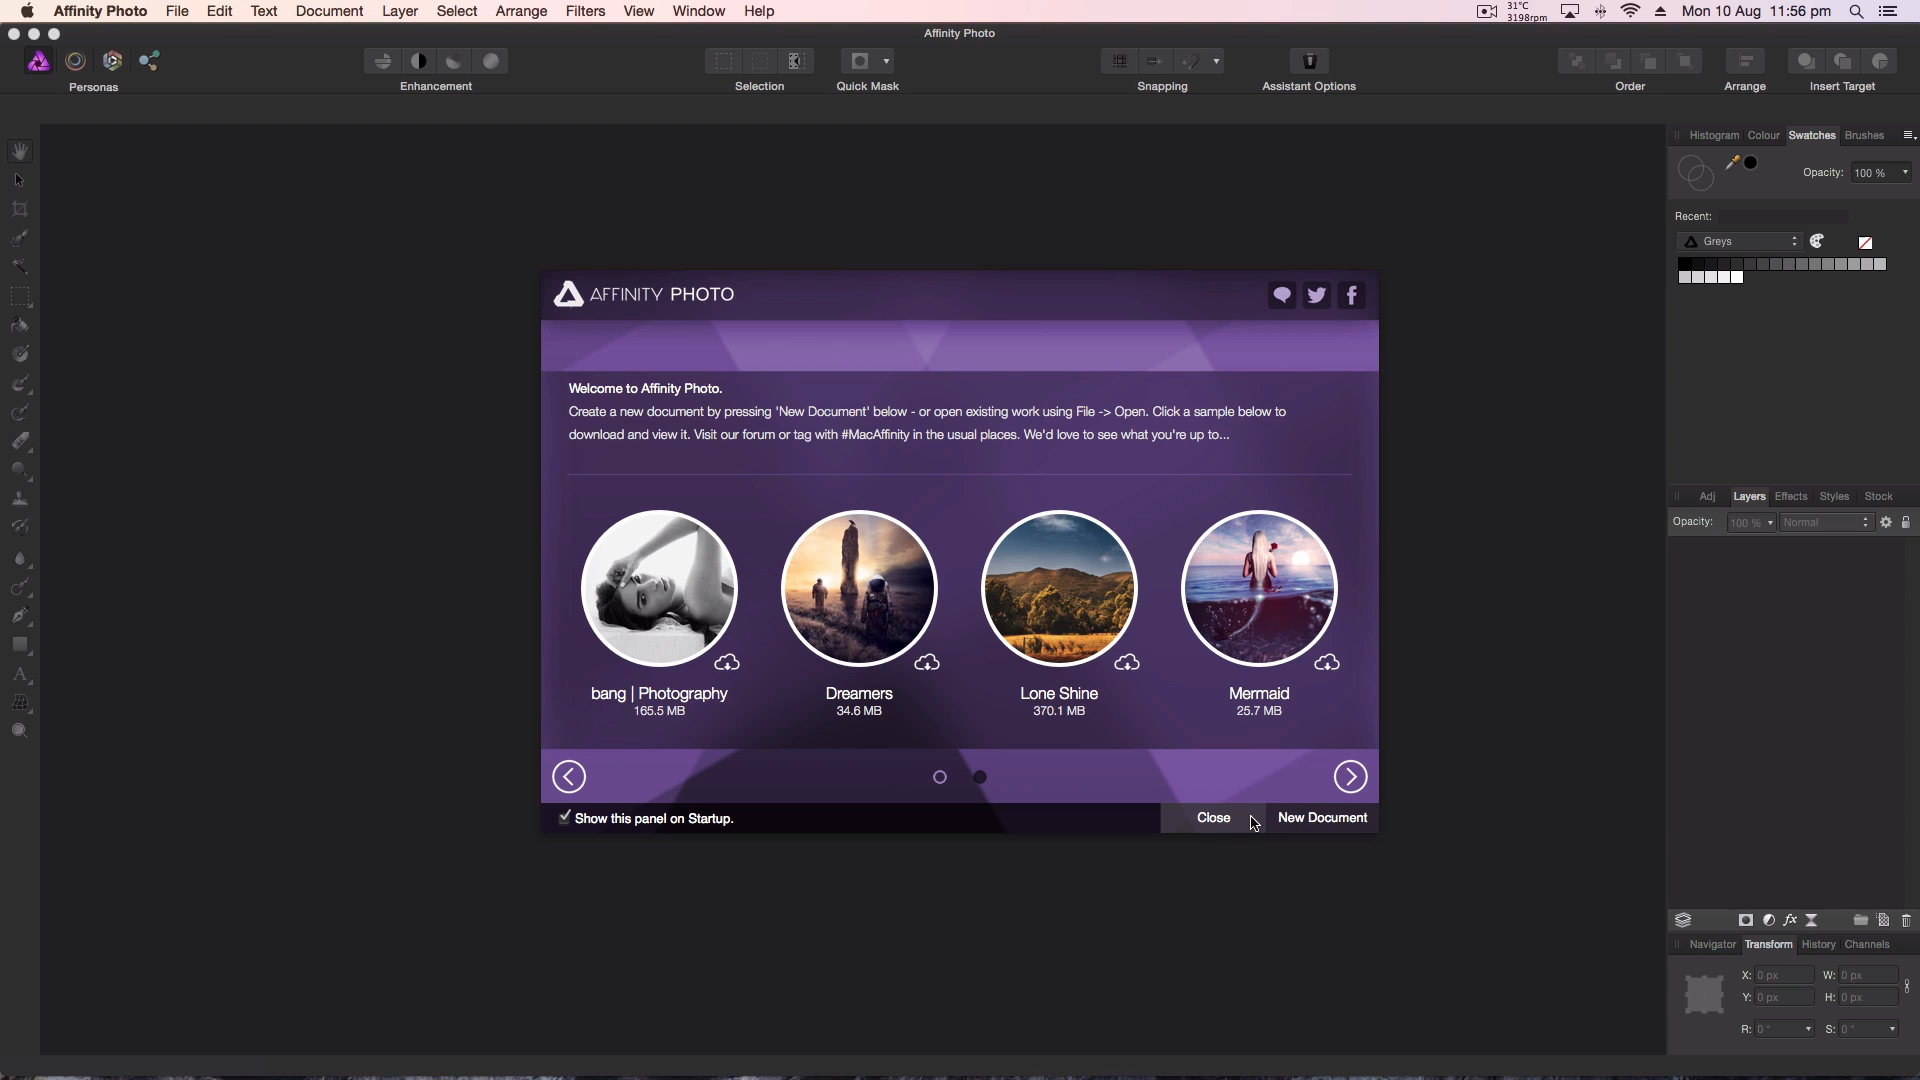 Affinity Photo File Edit Text Document Layer Select Arrange Filters View Window Help
31°C
3198rpm
Mon 10 Aug 11:56 pm
Affinity Photo
Personas
Enhancement
Selection
Quick Mask
Snapping
Assistant Options
Order
Arrange
Insert Target
Histogram Colour Swatches Brushes
Opacity: 100 %
Recent:
Greys
AFFINITY PHOTO
Welcome to Affinity Photo.
Create a new document by pressing 'New Document' below - or open existing work using File -> Open. Click a sample below to
download and view it. Visit our forum or tag with #MacAffinity in the usual places. We'd love to see what you're up to...
bang | Photography
165.5 MB
Dreamers
34.6 MB
Lone Shine
370.1 MB
Mermaid
25.7 MB
Show this panel on Startup.
Close
New Document
Adj Layers Effects Styles Stock
Opacity: 100 % Normal
fx
Navigator Transform History Channels
X: 0 px W: 0 px
Y: 0 px H: 0 px
R: 0 ° S: 0 °